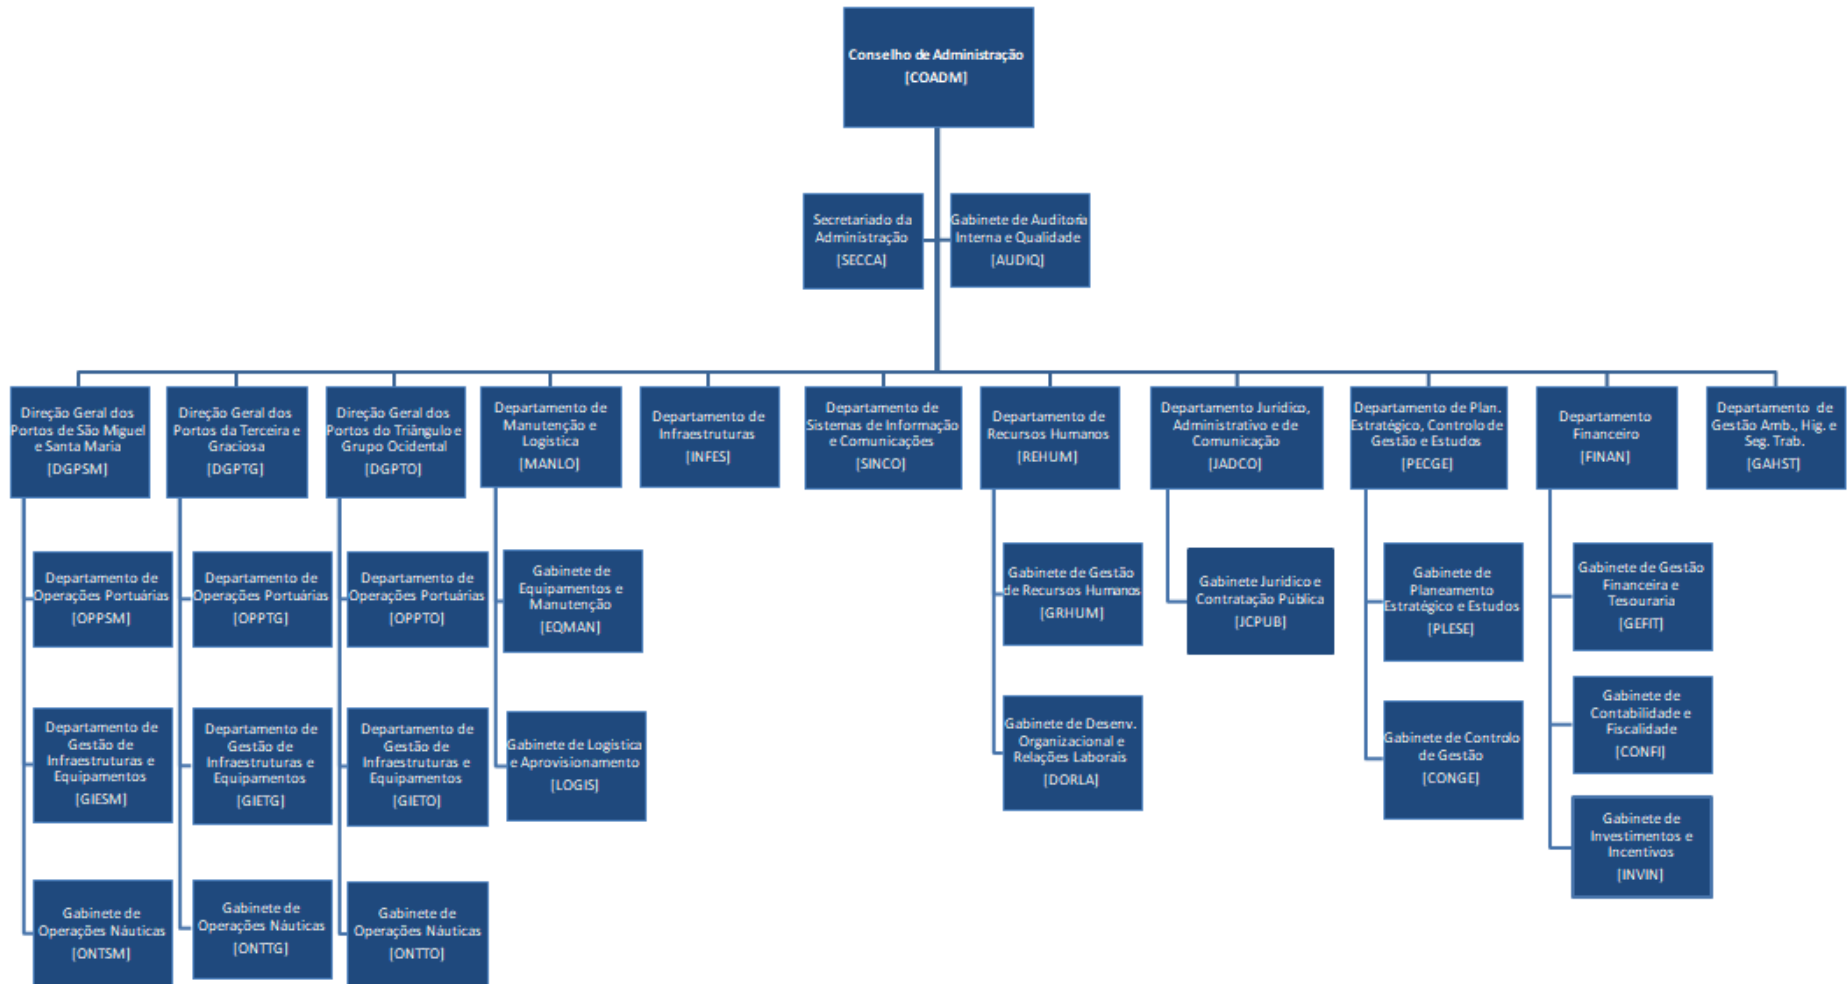 Conselho de Administração
[COADM]
Secretariado da
Administração
[SECCA]
Gabinete de Auditoria
Interna e Qualidade
[AUDIQ]
Direção Geral dos
Portos de São Miguel
e Santa Maria
[DGPSM]
Direção Geral dos
Portos da Terceira e
Graciosa
[DGPTG]
Direção Geral dos
Portos do Triângulo e
Grupo Ocidental
[DGPTO]
Departamento de
Manutenção e
Logística
[MANLO]
Departamento de
Infraestruturas
[INFES]
Departamento de
Sistemas de Informação
e Comunicações
[SINCO]
Departamento de
Recursos Humanos
[REHUM]
Departamento Jurídico,
Administrativo e de
Comunicação
[JADCO]
Departamento de Plan.
Estratégico, Controlo de
Gestão e Estudos
[PECGE]
Departamento
Financeiro
[FINAN]
Departamento de
Gestão Amb., Hig. e
Seg. Trab.
[GAHST]
Departamento de
Operações Portuárias
[OPPSM]
Departamento de
Operações Portuárias
[OPPTG]
Departamento de
Operações Portuárias
[OPPTO]
Gabinete de
Equipamentos e
Manutenção
[EQMAN]
Gabinete de Gestão
de Recursos Humanos
[GRHUM]
Gabinete Jurídico e
Contratação Pública
[JCPUB]
Gabinete de
Planeamento
Estratégico e Estudos
[PLESE]
Gabinete de Gestão
Financeira e
Tesouraria
[GEFIT]
Departamento de
Gestão de
Infraestruturas e
Equipamentos
[GIESM]
Departamento de
Gestão de
Infraestruturas e
Equipamentos
[GIETG]
Departamento de
Gestão de
Infraestruturas e
Equipamentos
[GIETO]
Gabinete de Logística
e Aprovisionamento
[LOGIS]
Gabinete de Desenv.
Organizacional e
Relações Laborais
[DORLA]
Gabinete de Controlo
de Gestão
[CONGE]
Gabinete de
Contabilidade e
Fiscalidade
[CONFI]
Gabinete de
Investimentos e
Incentivos
[INVIN]
Gabinete de
Operações Náuticas
[ONTSM]
Gabinete de
Operações Náuticas
[ONTTG]
Gabinete de
Operações Náuticas
[ONTTO]